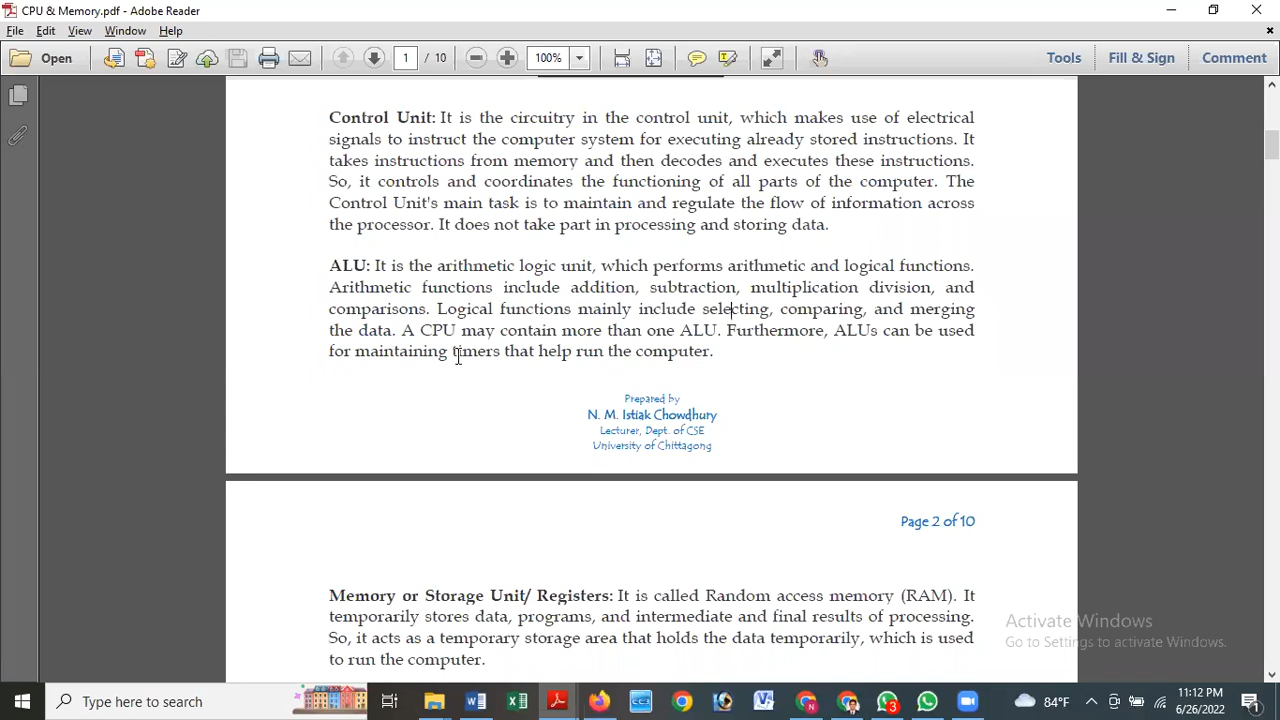 CPU & Memory.pdf - Adobe Reader
File Edit View Window Help
Open 1 / 10 100% Tools Fill & Sign Comment
Control Unit: It is the circuitry in the control unit, which makes use of electrical
signals to instruct the computer system for executing already stored instructions. It
takes instructions from memory and then decodes and executes these instructions.
So, it controls and coordinates the functioning of all parts of the computer. The
Control Unit's main task is to maintain and regulate the flow of information across
the processor. It does not take part in processing and storing data.
ALU: It is the arithmetic logic unit, which performs arithmetic and logical functions.
Arithmetic functions include addition, subtraction, multiplication division, and
comparisons. Logical functions mainly include selecting, comparing, and merging
the data. A CPU may contain more than one ALU. Furthermore, ALUs can be used
for maintaining timers that help run the computer.
Prepared by
N. M. Istiak Chowdhury
Lecturer, Dept. of CSE
University of Chittagong
Page 2 of 10
Memory or Storage Unit/ Registers: It is called Random access memory (RAM). It
temporarily stores data, programs, and intermediate and final results of processing.
So, it acts as a temporary storage area that holds the data temporarily, which is used
to run the computer.
Activate Windows
Go to Settings to activate Windows.
Type here to search 3 84°F 11:12 PM
6/26/2022 1